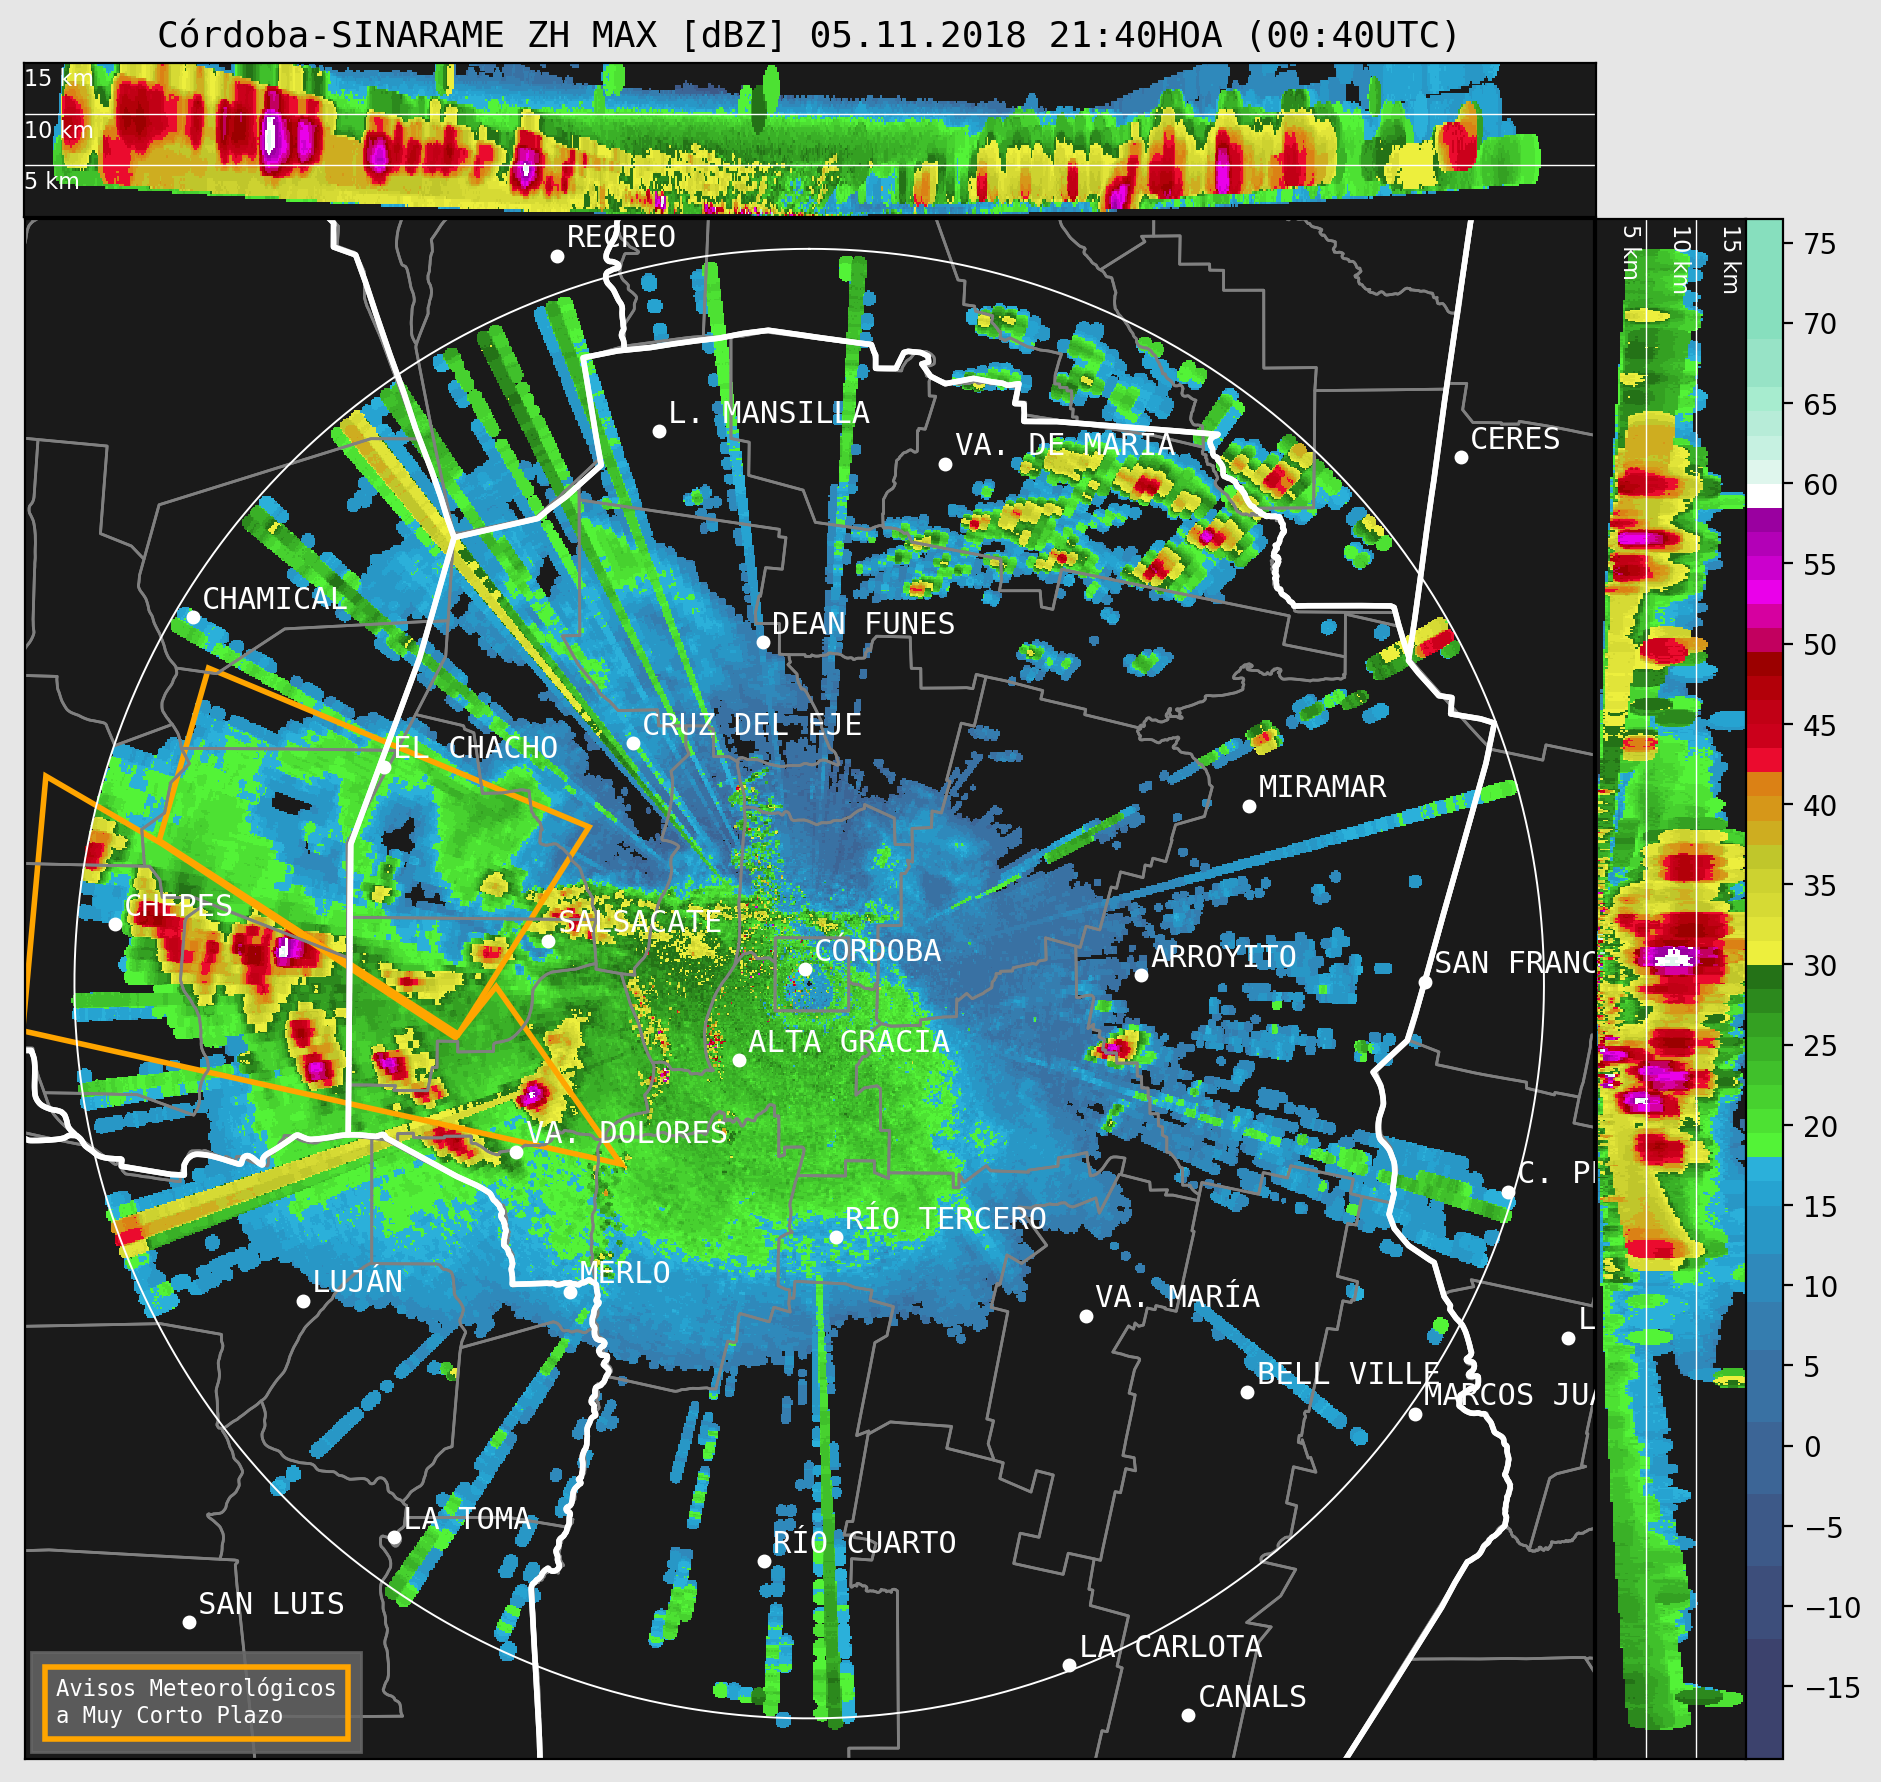 Córdoba-SINARAME ZH MAX [dBZ] 05.11.2018 21:40HOA (00:40UTC)
15 km
10 km
5 km
5 km
10 km
15 km
RECREO
L. MANSILLA
VA. DE MARÍA
CERES
CHAMICAL
DEAN FUNES
EL CHACHO
CRUZ DEL EJE
MIRAMAR
CHEPES
SALSACATE
CÓRDOBA
ARROYITO
SAN FRANC
ALTA GRACIA
VA. DOLORES
C. PE
RÍO TERCERO
LUJÁN
MERLO
VA. MARÍA
L
BELL VILLE
MARCOS JUÁ
LA TOMA
RÍO CUARTO
SAN LUIS
LA CARLOTA
CANALS
Avisos Meteorológicos
a Muy Corto Plazo
75
70
65
60
55
50
45
40
35
30
25
20
15
10
5
0
−5
−10
−15